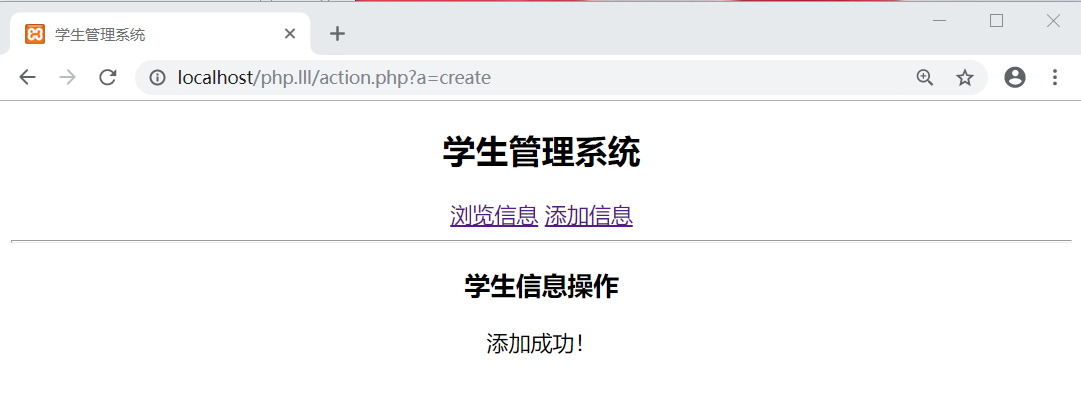 学生管理系统
localhost/php.lll/action.php?a=create
学生管理系统
浏览信息 添加信息
学生信息操作
添加成功！